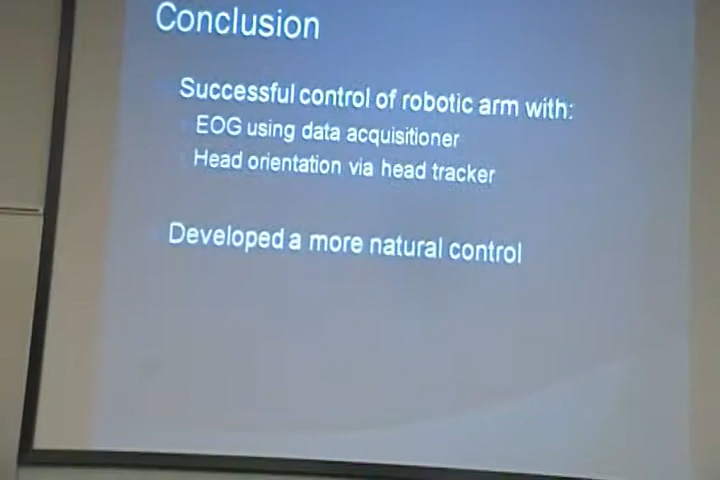 Conclusion
Successful control of robotic arm with:
EOG using data acquisitioner
Head orientation via head tracker
Developed a more natural control